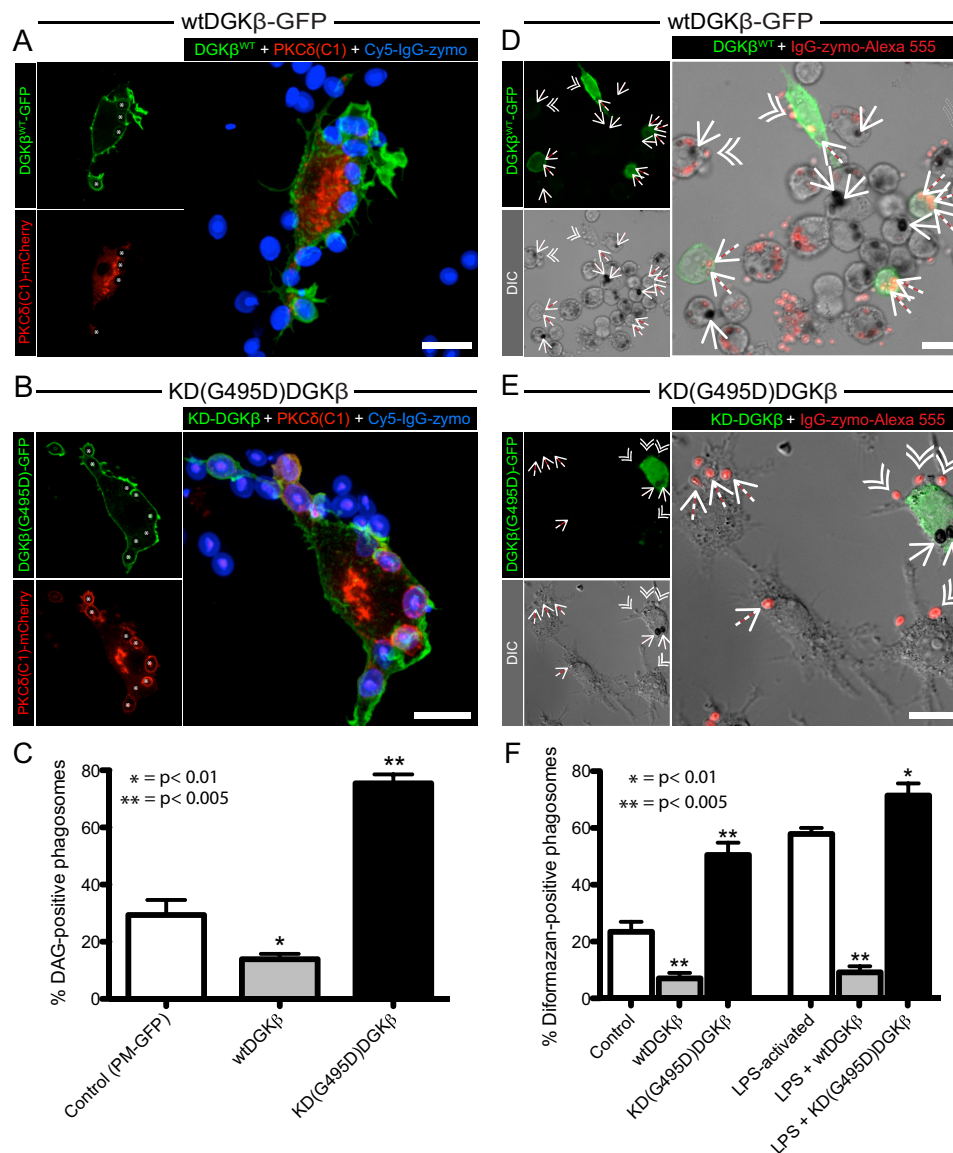 wtDGKβ-GFP
A
DGKβWT + PKCδ(C1) + Cy5-IgG-zymo
DGKβWT-GFP
PKCδ(C1)-mCherry
KD(G495D)DGKβ
B
KD-DGKβ + PKCδ(C1) + Cy5-IgG-zymo
DGKβ(G495D)-GFP
PKCδ(C1)-mCherry
C
80
60
40
20
0
% DAG-positive phagosomes
* = p< 0.01
** = p< 0.005
*
**
Control (PM-GFP)
wtDGKβ
KD(G495D))DGKβ
wtDGKβ-GFP
D
DGKβWT + IgG-zymo-Alexa 555
DGKβWT-GFP
DIC
KD(G495D)DGKβ
E
KD-DGKβ + IgG-zymo-Alexa 555
DGKβ(G495D)-GFP
DIC
F
80
60
40
20
0
% Diformazan-positive phagosomes
* = p< 0.01
** = p< 0.005
**
**
**
*
Control
wtDGKβ
KD(G495D))DGKβ
LPS-activated
LPS + wtDGKβ
LPS + KD(G495D))DGKβ